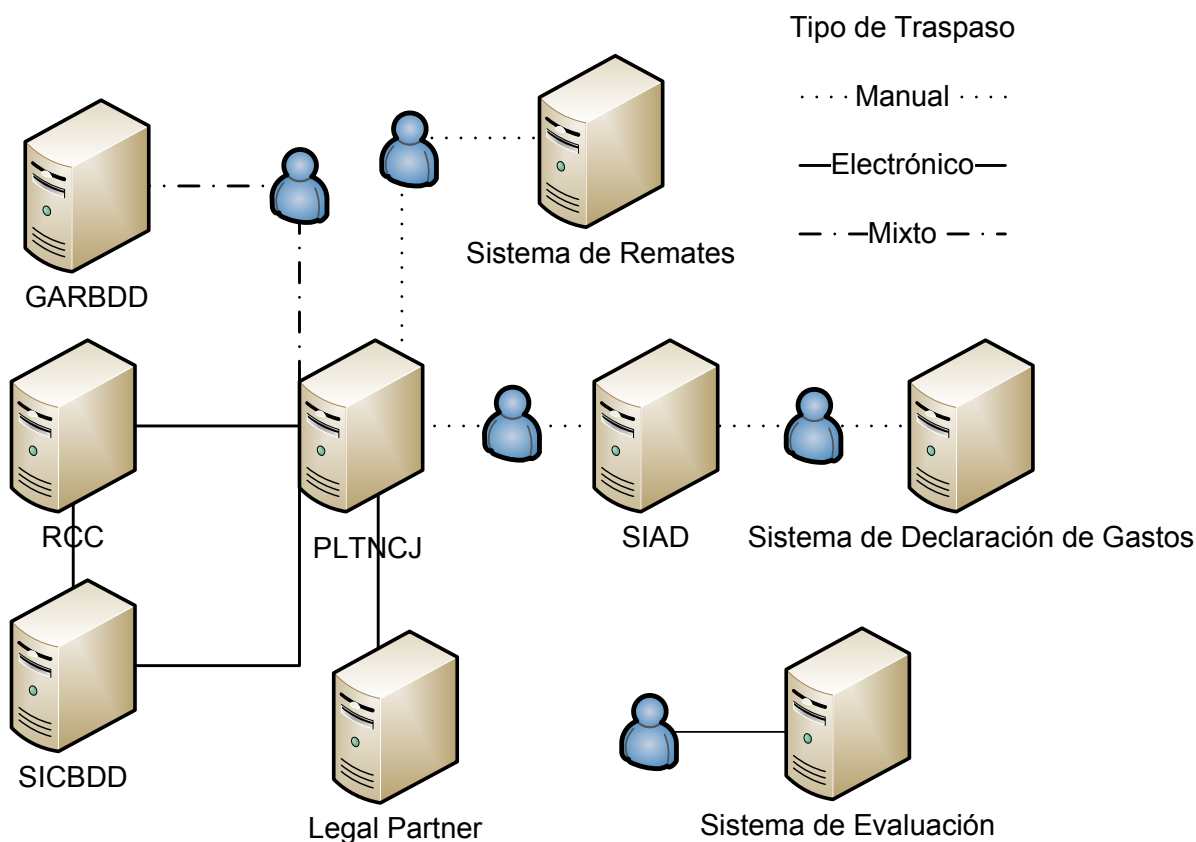 Tipo de Traspaso
Manual
Electrónico
Mixto
Sistema de Remates
GARBDD
RCC
PLTNCJ
SIAD
Sistema de Declaración de Gastos
SICBDD
Legal Partner
Sistema de Evaluación